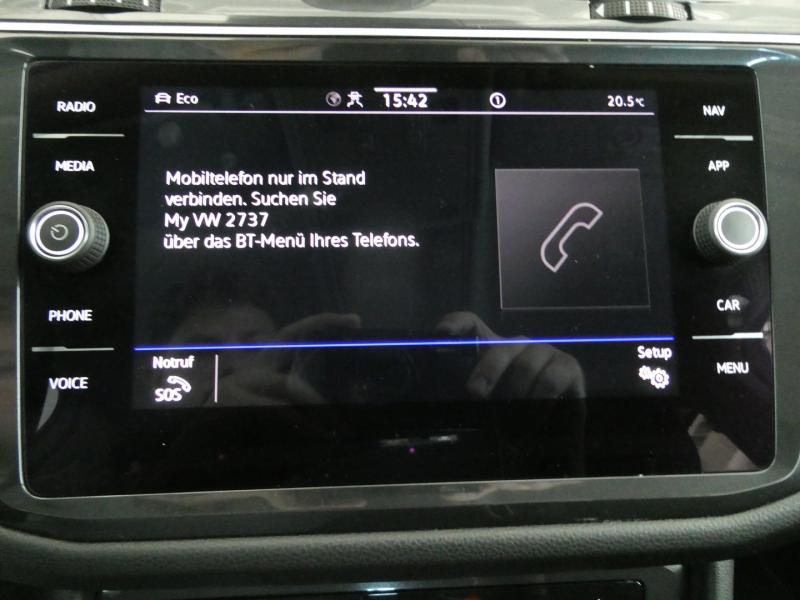 RADIO
MEDIA
PHONE
VOICE
Eco
15:42
1
20.5°C
Mobiltelefon nur im Stand
verbinden. Suchen Sie
My VW 2737
über das BT-Menü Ihres Telefons.
Notruf
SOS
Setup
NAV
APP
CAR
MENU